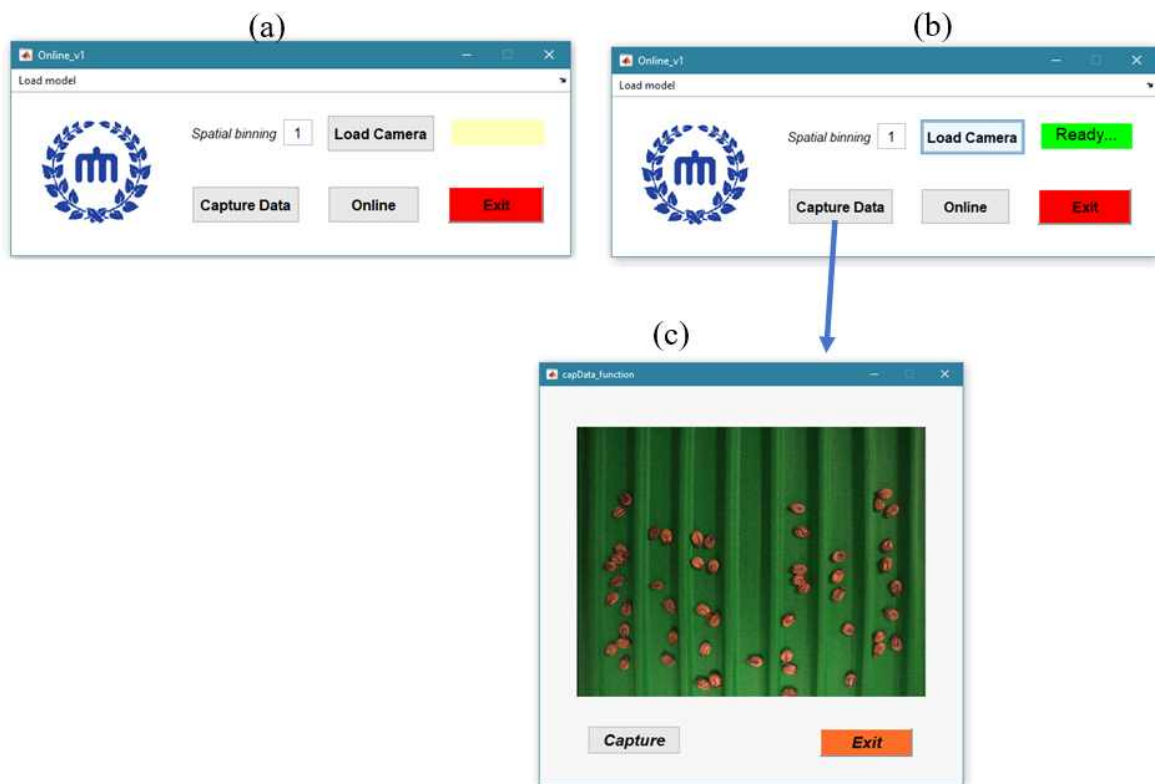 (a)
Online_v1
Load model
Spatial binning 1 Load Camera
Capture Data Online Exit
(b)
Online_v1
Load model
Spatial binning 1 Load Camera Ready...
Capture Data Online Exit
(c)
capData_function
Capture Exit